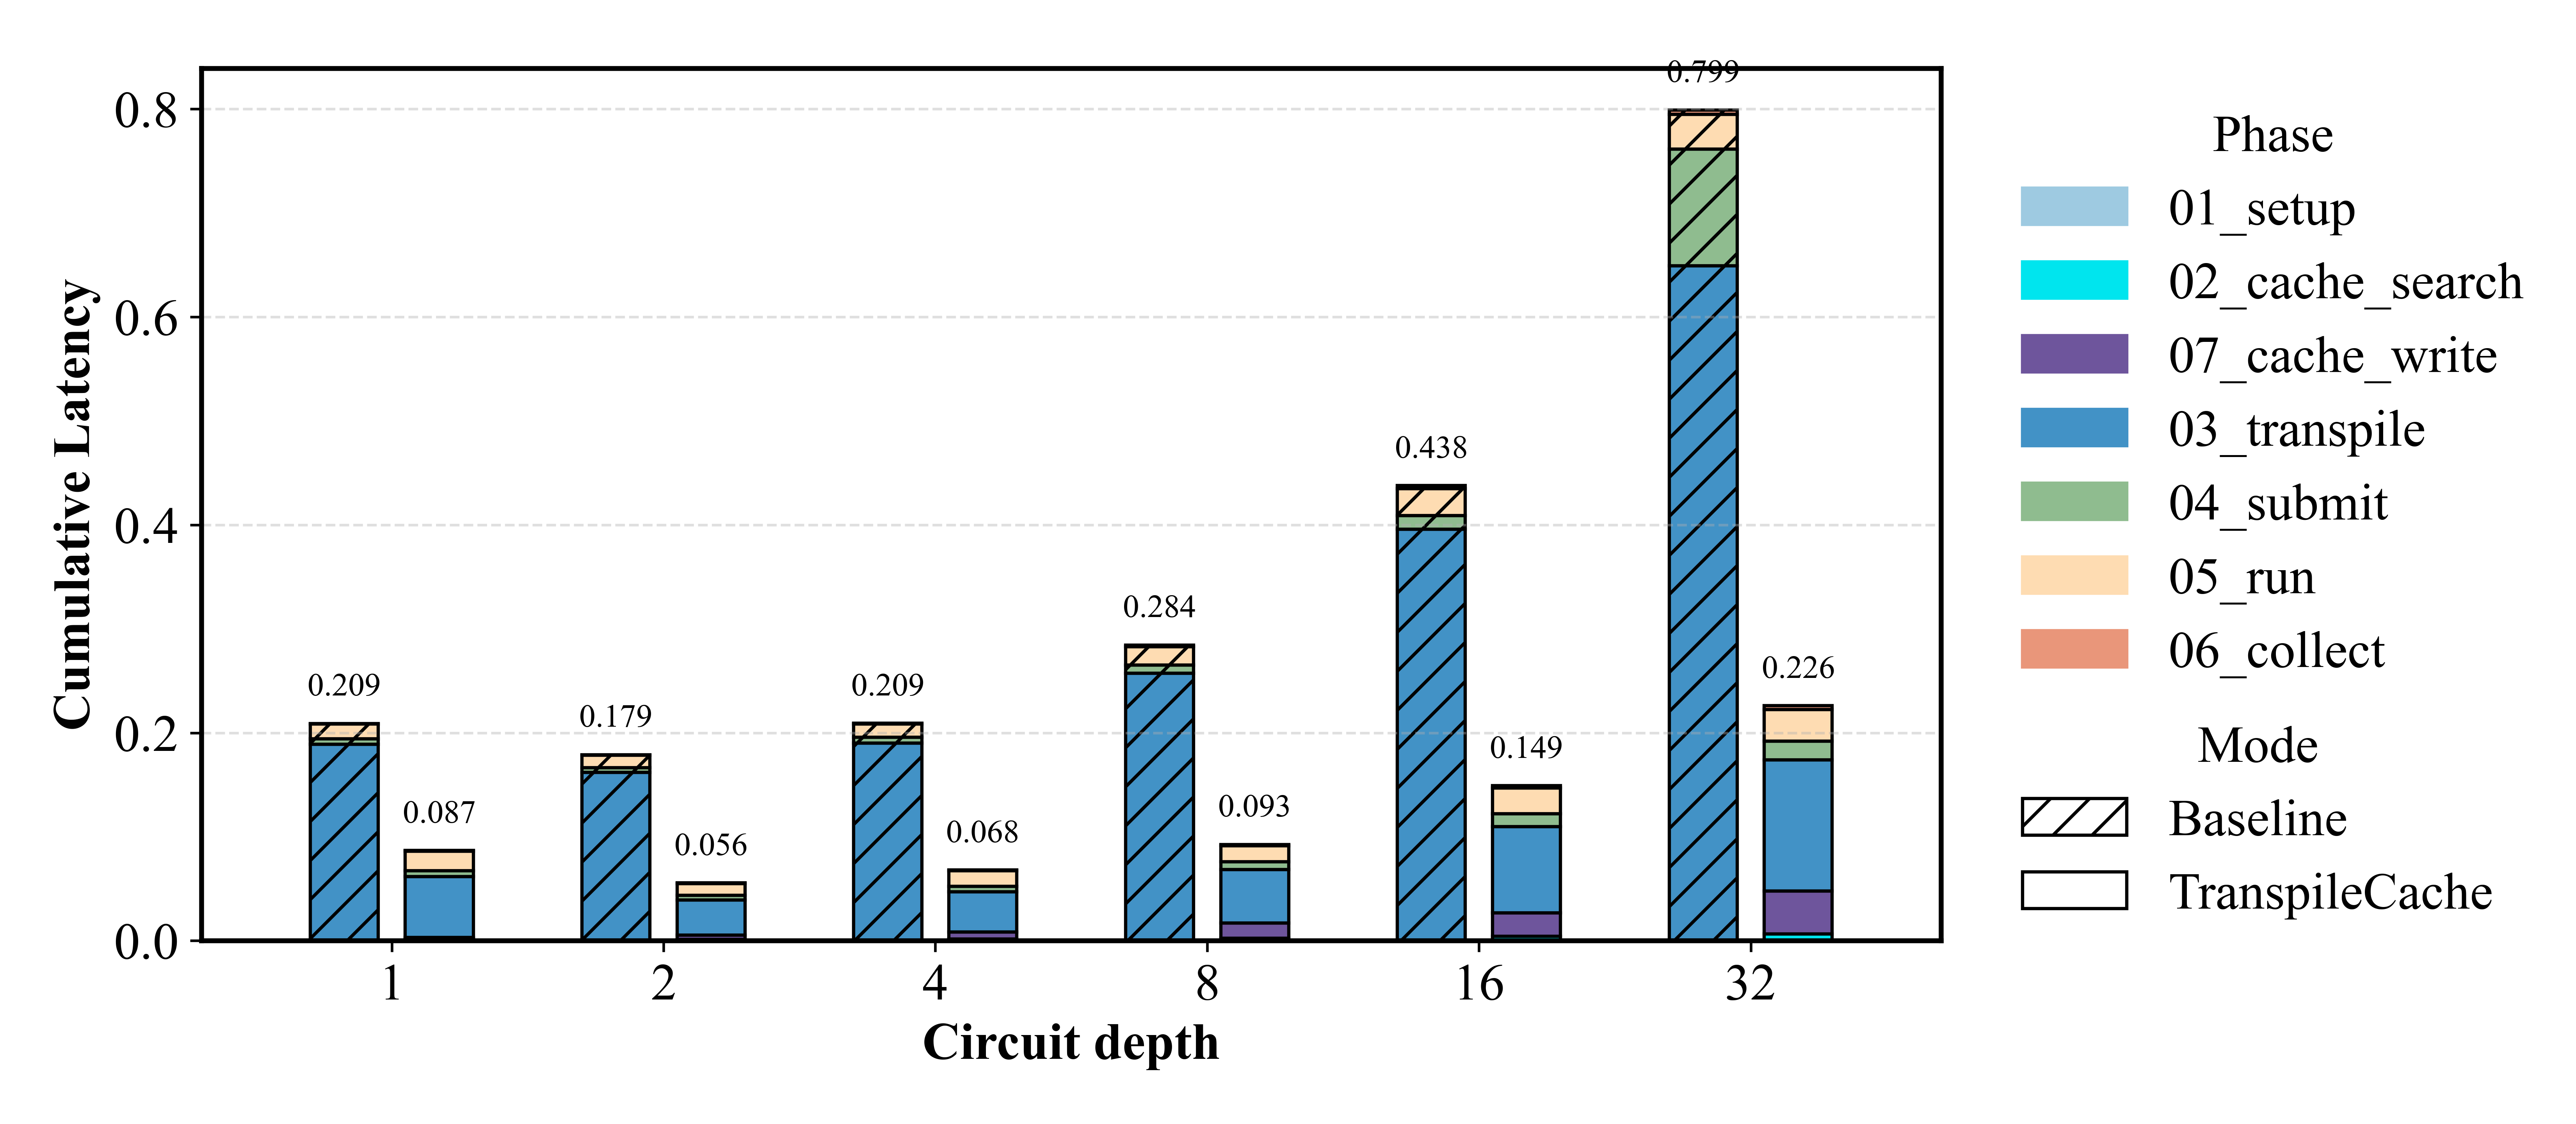 0.799
0.8
0.6
0.4
0.2
0.0
Cumulative Latency
0.438
0.284
0.209
0.179
0.209
0.226
0.149
0.087
0.056
0.068
0.093
1
2
4
8
16
32
Circuit depth
Phase
01_setup
02_cache_search
07_cache_write
03_transpile
04_submit
05_run
06_collect
Mode
Baseline
TranspileCache